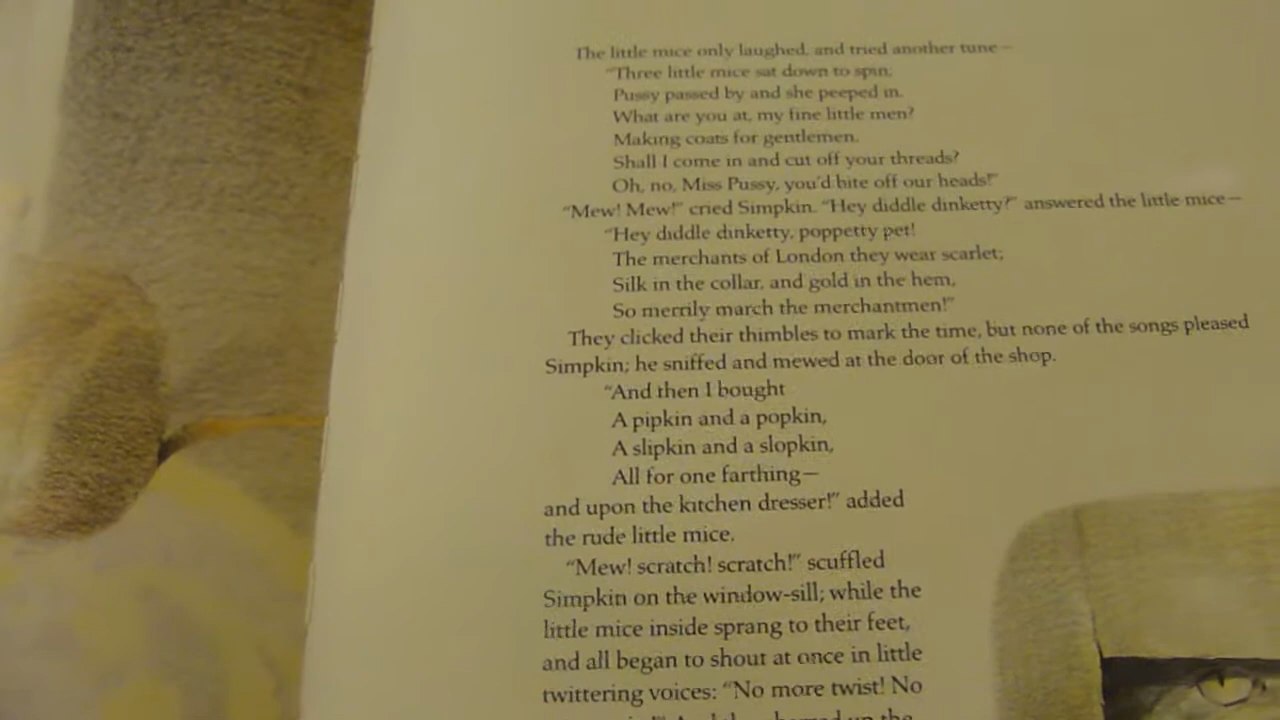 The little mice only laughed, and tried another tune—
"Three little mice sat down to spin;
Pussy passed by and she peeped in.
What are you at, my fine little men?
Making coats for gentlemen.
Shall I come in and cut off your threads?
Oh, no, Miss Pussy, you'd bite off our heads!"
"Mew! Mew!" cried Simpkin. "Hey diddle dinketty?" answered the little mice—
"Hey diddle dinketty, poppetty pet!
The merchants of London they wear scarlet;
Silk in the collar, and gold in the hem,
So merrily march the merchantmen!"
They clicked their thimbles to mark the time, but none of the songs pleased
Simpkin; he sniffed and mewed at the door of the shop.
"And then I bought
A pipkin and a popkin,
A slipkin and a slopkin,
All for one farthing—
and upon the kitchen dresser!" added
the rude little mice.
"Mew! scratch! scratch!" scuffled
Simpkin on the window-sill; while the
little mice inside sprang to their feet,
and all began to shout at once in little
twittering voices: "No more twist! No
up the